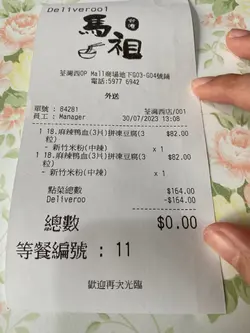 Deliveroo1
馬祖
荃灣西OP Mall商場地下G03-G04號鋪
電話:5977 6942
外送
單號 : 84281 荃灣西店/001
員工 : Manager 30/07/2023 13:08
1 18.麻辣鴨血(3片)拼凍豆腐(3粒) $82.00
- 新竹米粉(中辣) x 1
1 18.麻辣鴨血(3片)拼凍豆腐(3粒) $82.00
- 新竹米粉(中辣) x 1
點菜總數 $164.00
Deliveroo -$164.00
總數 $0.00
等餐編號 : 11
歡迎再次光臨